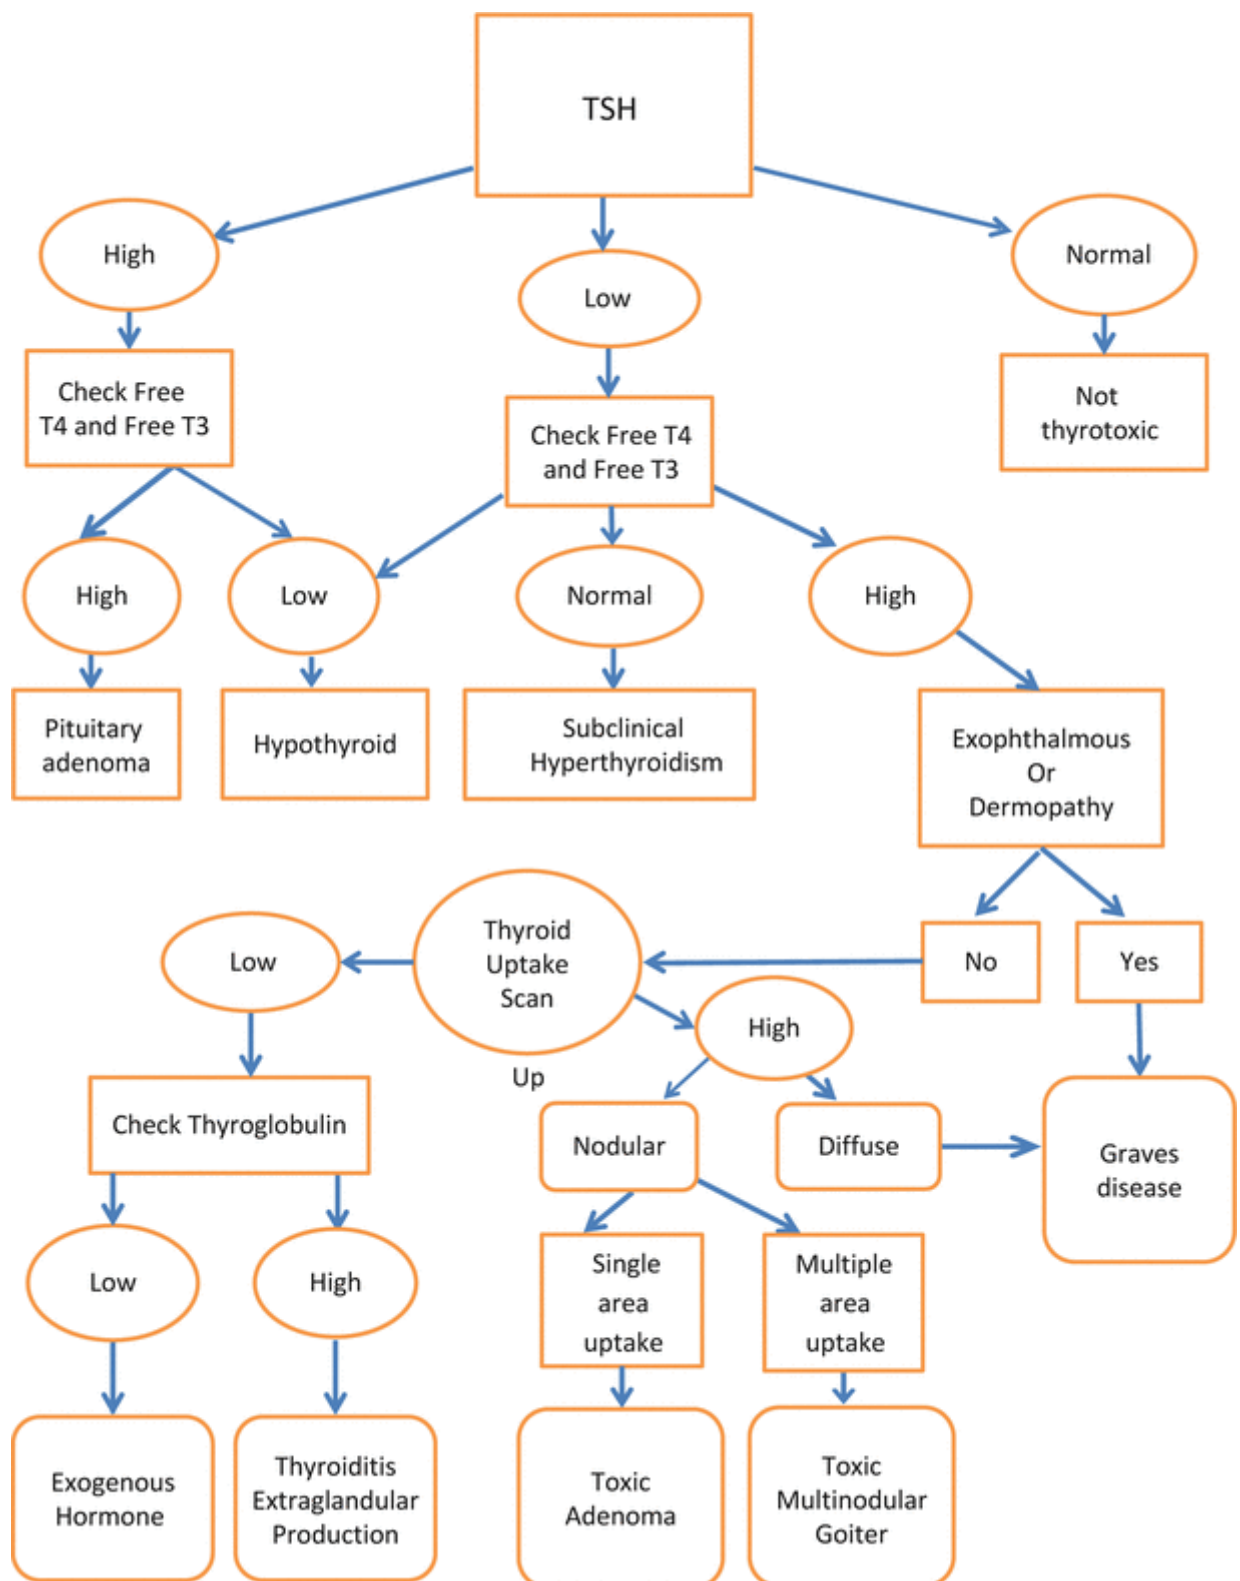 TSH
High
Low
Normal
Check Free
T4 and Free T3
Check Free T4
and Free T3
Not
thyrotoxic
High
Low
Normal
High
Pituitary
adenoma
Hypothyroid
Subclinical
Hyperthyroidism
Exophthalmous
Or
Dermopathy
Low
Thyroid
Uptake
Scan
No
Yes
High
Up
Check Thyroglobulin
Nodular
Diffuse
Graves
disease
Low
High
Single
area
uptake
Multiple
area
uptake
Exogenous
Hormone
Thyroiditis
Extraglandular
Production
Toxic
Adenoma
Toxic
Multinodular
Goiter